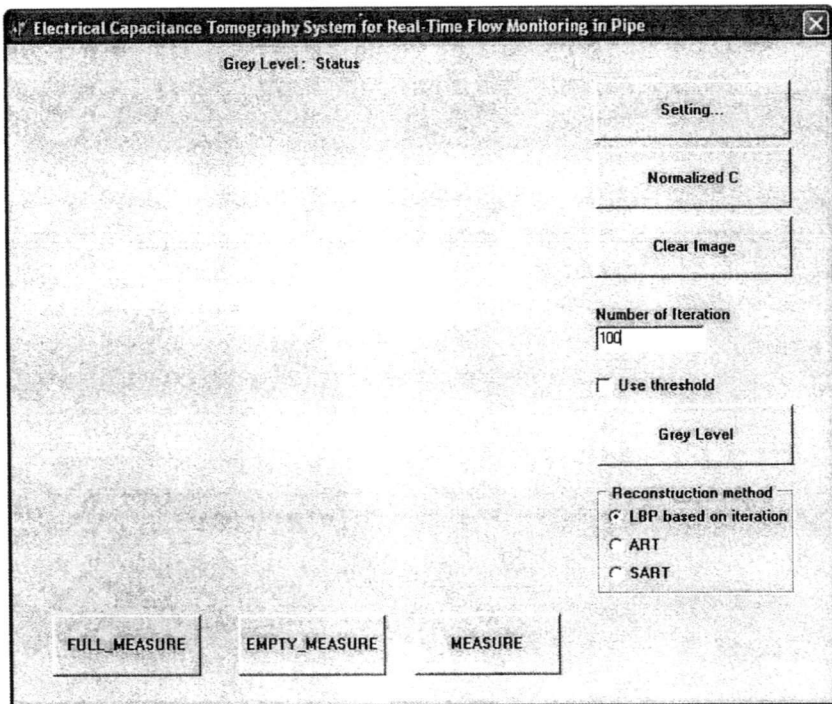 Electrical Capacitance Tomography System for Real-Time Flow Monitoring in Pipe
Grey Level : Status
Setting...
Normalized C
Clear Image
Number of Iteration
100
Use threshold
Grey Level
Reconstruction method
LBP based on iteration
ART
SART
FULL_MEASURE
EMPTY_MEASURE
MEASURE